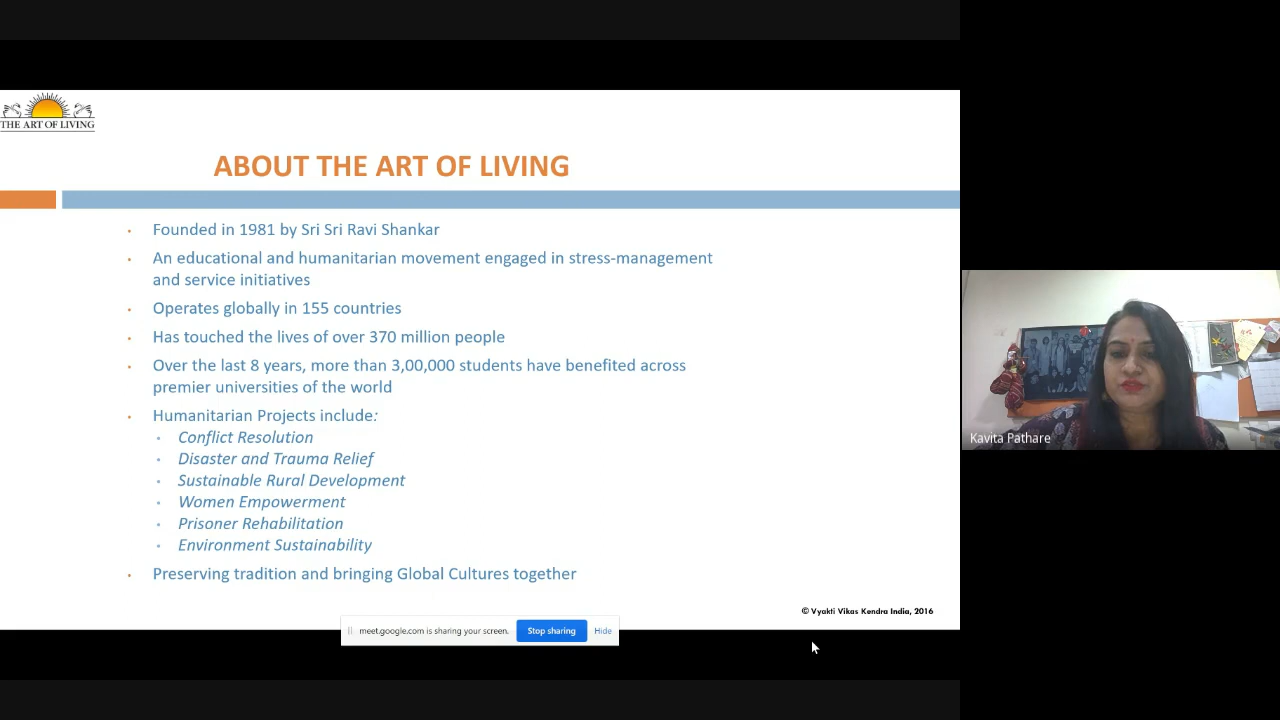 THE ART OF LIVING
ABOUT THE ART OF LIVING
Founded in 1981 by Sri Sri Ravi Shankar
An educational and humanitarian movement engaged in stress-management
and service initiatives
Operates globally in 155 countries
Has touched the lives of over 370 million people
Over the last 8 years, more than 3,00,000 students have benefited across
premier universities of the world
Humanitarian Projects include:
Conflict Resolution
Disaster and Trauma Relief
Sustainable Rural Development
Women Empowerment
Prisoner Rehabilitation
Environment Sustainability
Preserving tradition and bringing Global Cultures together
© Vyakti Vikas Kendra India, 2016
meet.google.com is sharing your screen.
Stop sharing
Hide
Kavita Pathare